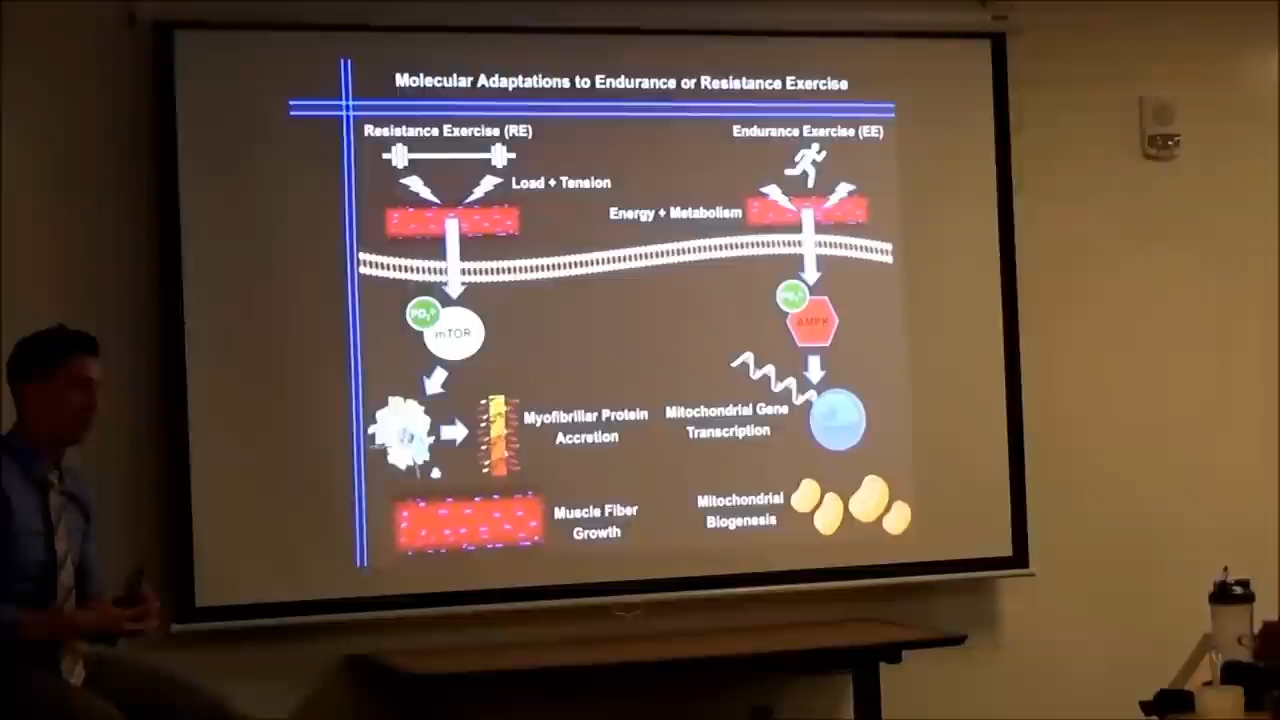 Molecular Adaptations to Endurance or Resistance Exercise
Resistance Exercise (RE)
Load + Tension
mTOR
Myofibrillar Protein
Accretion
Muscle Fiber
Growth
Endurance Exercise (EE)
Energy + Metabolism
AMPK
Mitochondrial Gene
Transcription
Mitochondrial
Biogenesis